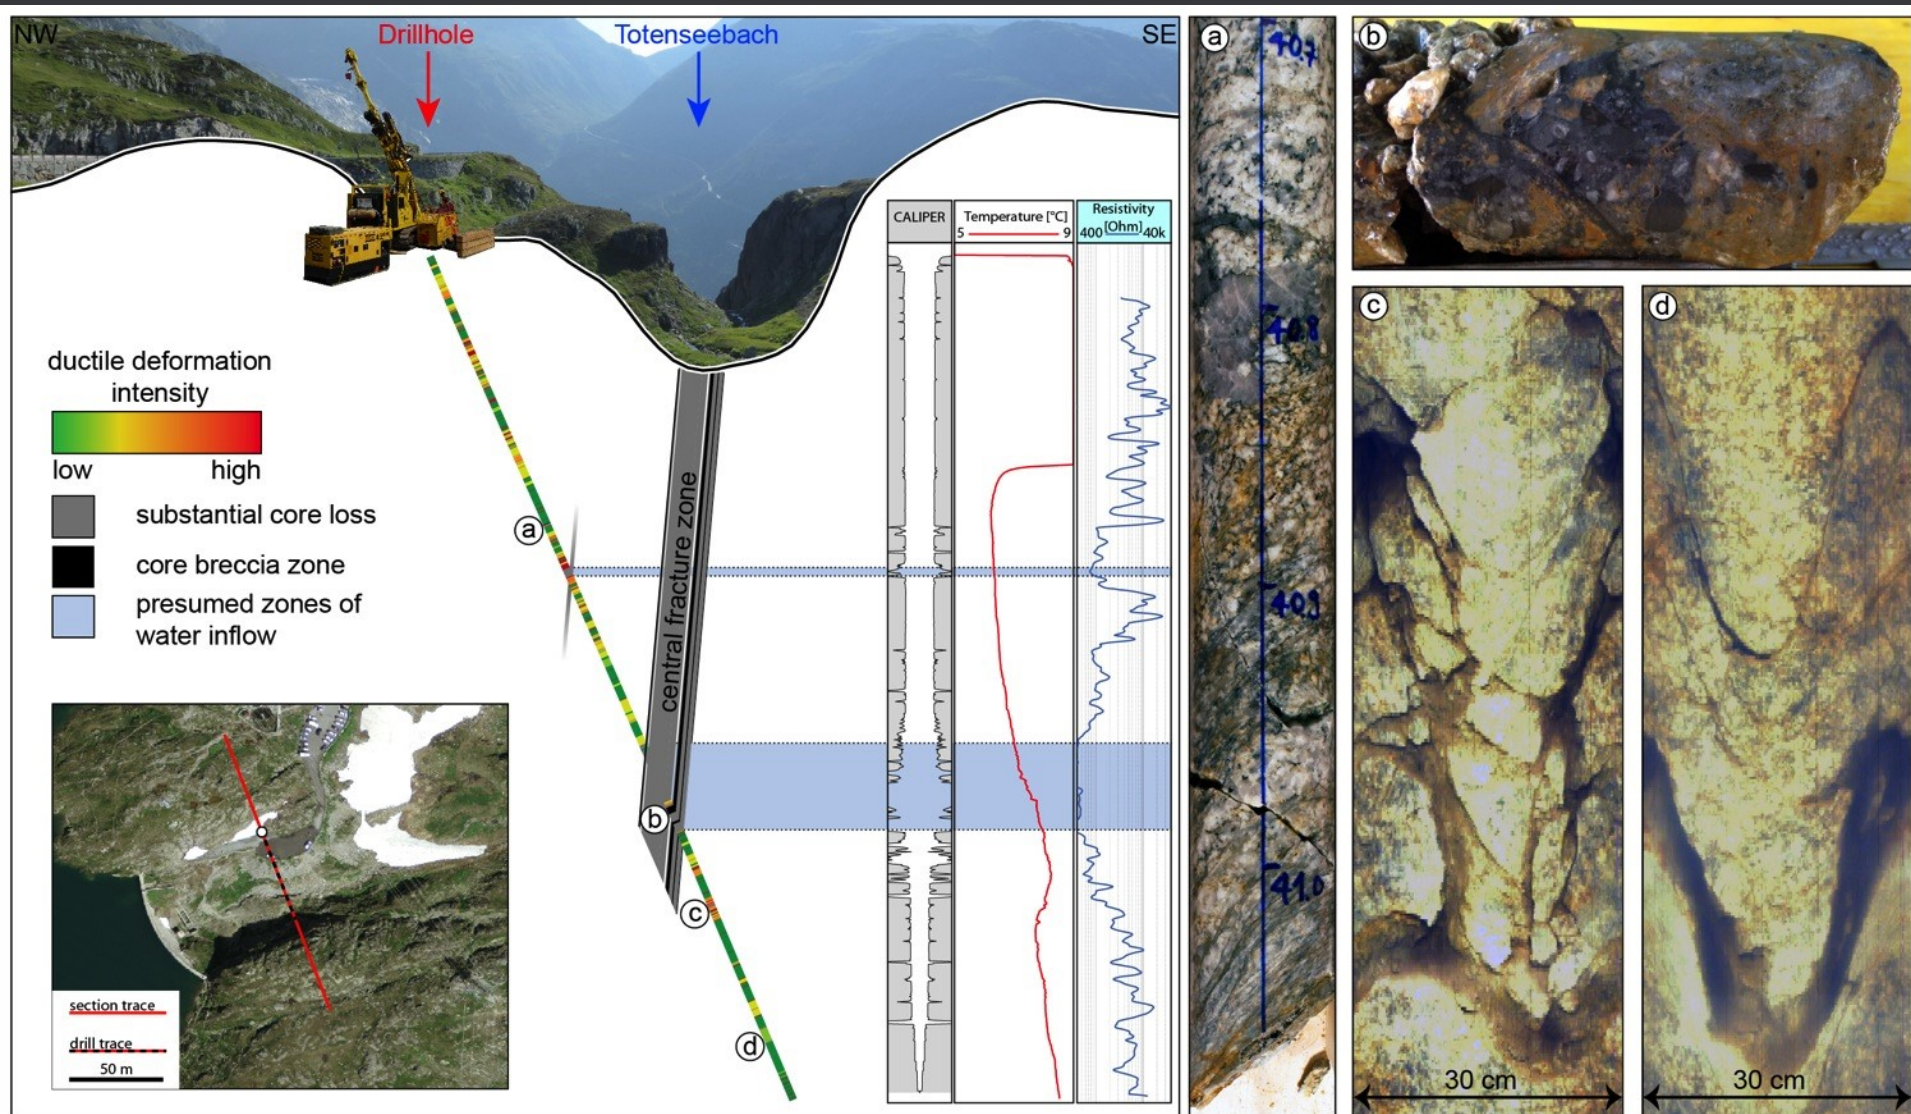 NW
Drillhole
Totenseebach
SE
CALIPER
Temperature [°C]
5
9
Resistivity
[Ohm]
400
40k
ductile deformation
intensity
low
high
substantial core loss
core breccia zone
presumed zones of
water inflow
a
central fracture zone
b
c
d
section trace
drill trace
50 m
a
40.7
40.8
40.9
41.0
b
c
30 cm
d
30 cm